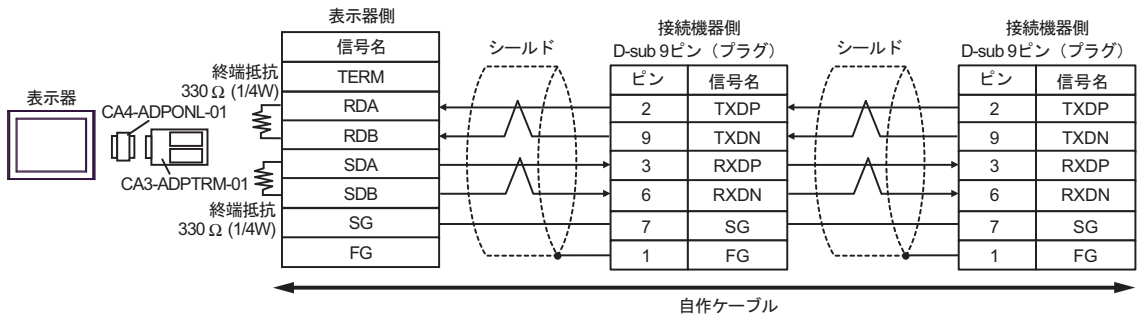 表示器
CA4-ADPONL-01
CA3-ADPTRM-01
終端抵抗
330 Ω (1/4W)
終端抵抗
330 Ω (1/4W)
表示器側
信号名
TERM
RDA
RDB
SDA
SDB
SG
FG
シールド
接続機器側
D-sub 9ピン（プラグ）
ピン 信号名
2 TXDP
9 TXDN
3 RXDP
6 RXDN
7 SG
1 FG
シールド
接続機器側
D-sub 9ピン（プラグ）
ピン 信号名
2 TXDP
9 TXDN
3 RXDP
6 RXDN
7 SG
1 FG
自作ケーブル